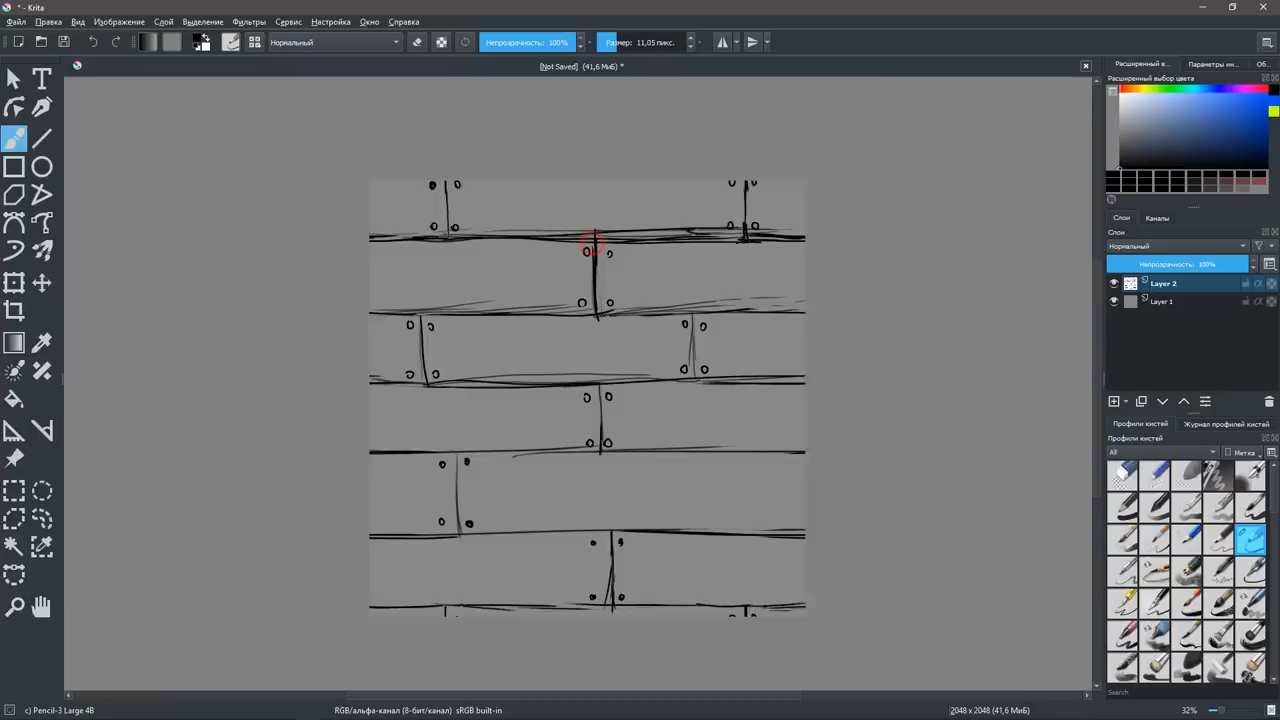 * - Krita
Файл Правка Вид Изображение Слой Выделение Фильтры Сервис Настройка Окно Справка
Нормальный Непрозрачность: 100% Размер: 11,05 пикс.
[Not Saved] (41,6 МиБ) *
Расширенный в... Параметры ин... Об...
Расширенный выбор цвета
Слои Каналы
Слои
Нормальный
Непрозрачность: 100%
Layer 2
Layer 1
Профили кистей Журнал профилей кистей
Профили кистей
All Метка
Search
c) Pencil-3 Large 4B RGB/альфа-канал (8-бит/канал) sRGB built-in 2048 x 2048 (41,6 МиБ) 32%